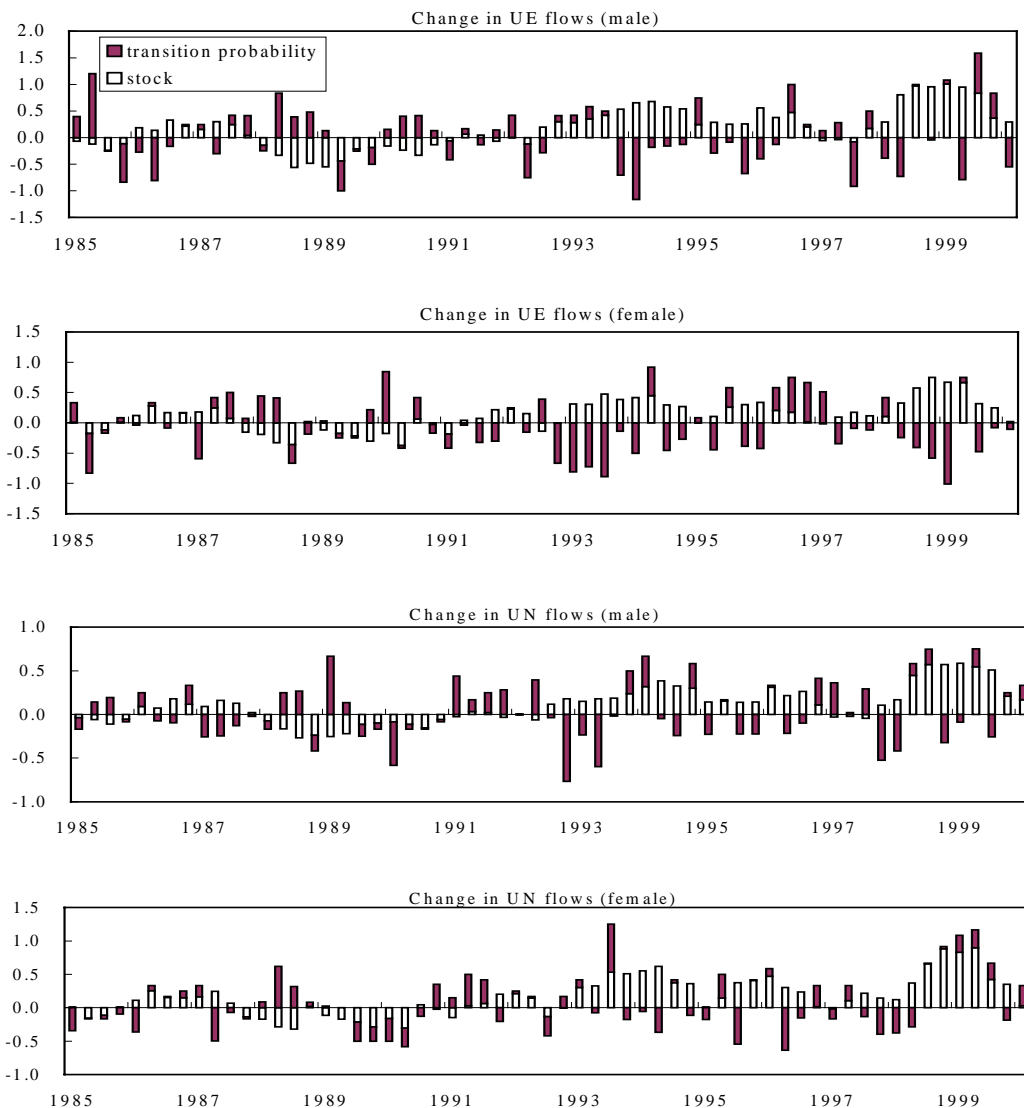 Change in UE flows (male)
2.0
1.5
1.0
0.5
0.0
-0.5
-1.0
-1.5
transition probability
stock
1985 1987 1989 1991 1993 1995 1997 1999
Change in UE flows (female)
1.5
1.0
0.5
0.0
-0.5
-1.0
-1.5
1985 1987 1989 1991 1993 1995 1997 1999
Change in UN flows (male)
1.0
0.5
0.0
-0.5
-1.0
1985 1987 1989 1991 1993 1995 1997 1999
Change in UN flows (female)
1.5
1.0
0.5
0.0
-0.5
-1.0
1985 1987 1989 1991 1993 1995 1997 1999